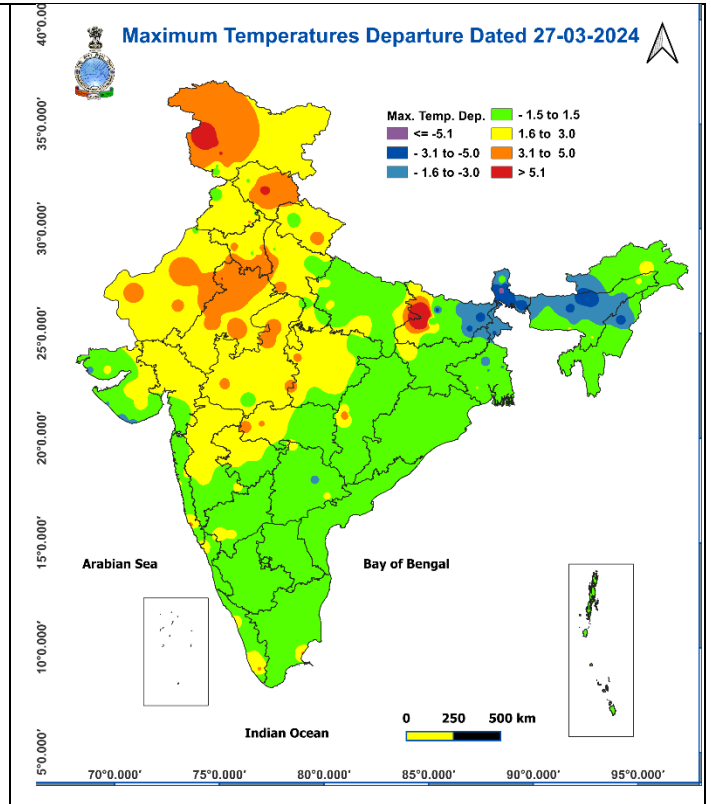 Maximum Temperatures Departure Dated 27-03-2024
Max. Temp. Dep.
<= -5.1
- 3.1 to -5.0
- 1.6 to -3.0
- 1.5 to 1.5
1.6 to 3.0
3.1 to 5.0
> 5.1
40°0.000'
35°0.000'
30°0.000'
25°0.000'
20°0.000'
15°0.000'
10°0.000'
5°0.000'
Arabian Sea
Bay of Bengal
Indian Ocean
0 250 500 km
70°0.000' 75°0.000' 80°0.000' 85°0.000' 90°0.000' 95°0.000'